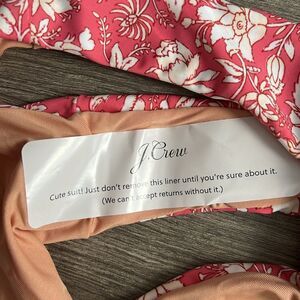 J.Crew
Cute suit! Just don't remove this liner until you're sure about it.
(We can't accept returns without it.)